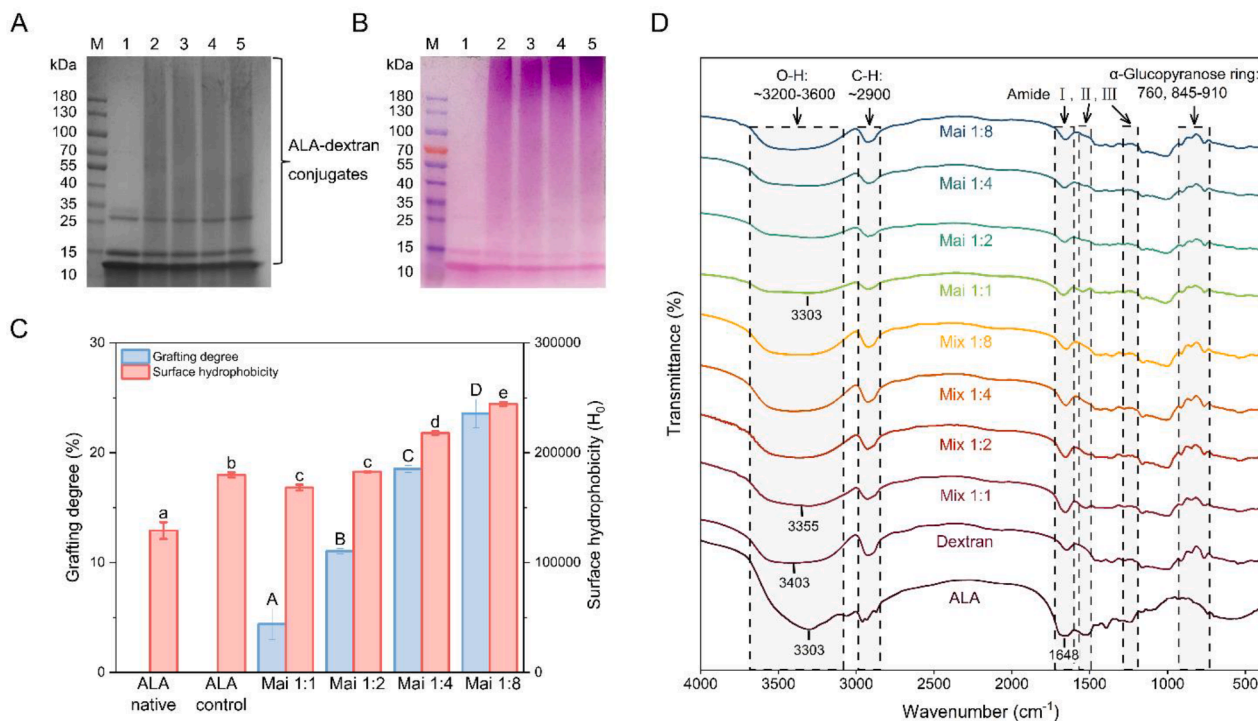 A
M 1 2 3 4 5
kDa
180
130
100
70
55
40
35
25
15
10
ALA-dextran
conjugates
B
M 1 2 3 4 5
kDa
180
130
100
70
55
40
35
25
15
10
C
Grafting degree
Surface hydrophobicity
30
20
10
0
Grafting degree (%)
300000
200000
100000
0
Surface hydrophobicity (H₀)
a
b
A
c
B
c
C
d
D
e
ALA
native
ALA
control
Mai 1:1
Mai 1:2
Mai 1:4
Mai 1:8
D
O-H:
~3200-3600
C-H:
~2900
α-Glucopyranose ring:
760, 845-910
Amide Ⅰ, Ⅱ, Ⅲ
Mai 1:8
Mai 1:4
Mai 1:2
Mai 1:1
3303
Mix 1:8
Mix 1:4
Mix 1:2
Mix 1:1
3355
Dextran
3403
ALA
3303
1648
Transmittance (%)
4000 3500 3000 2500 2000 1500 1000 500
Wavenumber (cm⁻¹)